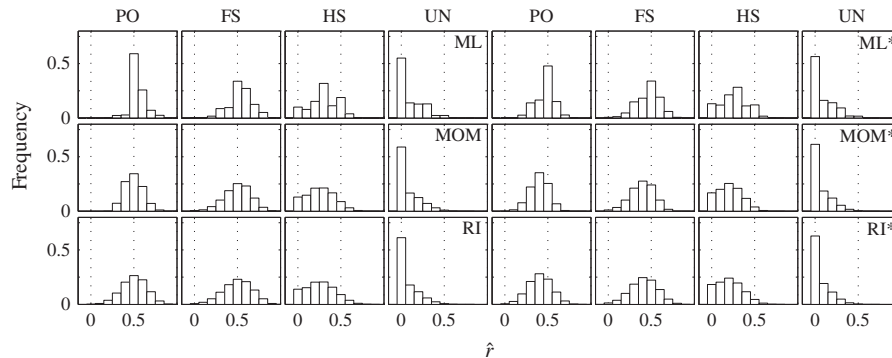 PO FS HS UN PO FS HS UN
ML ML*
0.5
0
MOM MOM*
Frequency
0.5
0
RI RI*
0.5
0
0 0.5 0 0.5 0 0.5 0 0.5 0 0.5 0 0.5 0 0.5 0 0.5
r̂